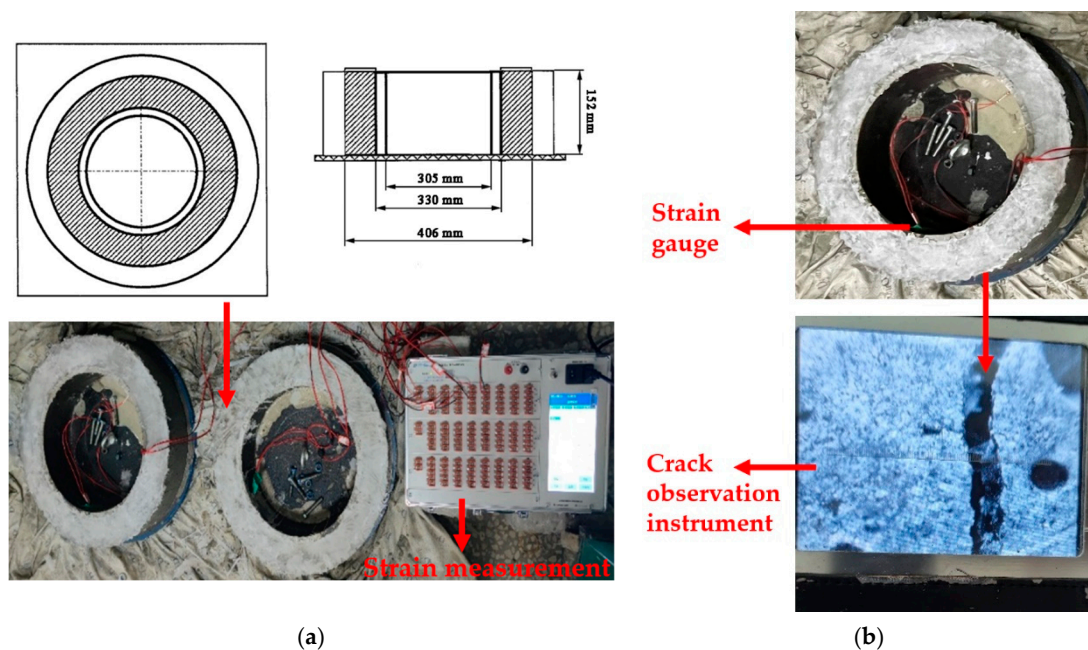 152 mm
305 mm
330 mm
406 mm
Strain
gauge
Crack
observation
instrument
Strain measurement
(a)
(b)